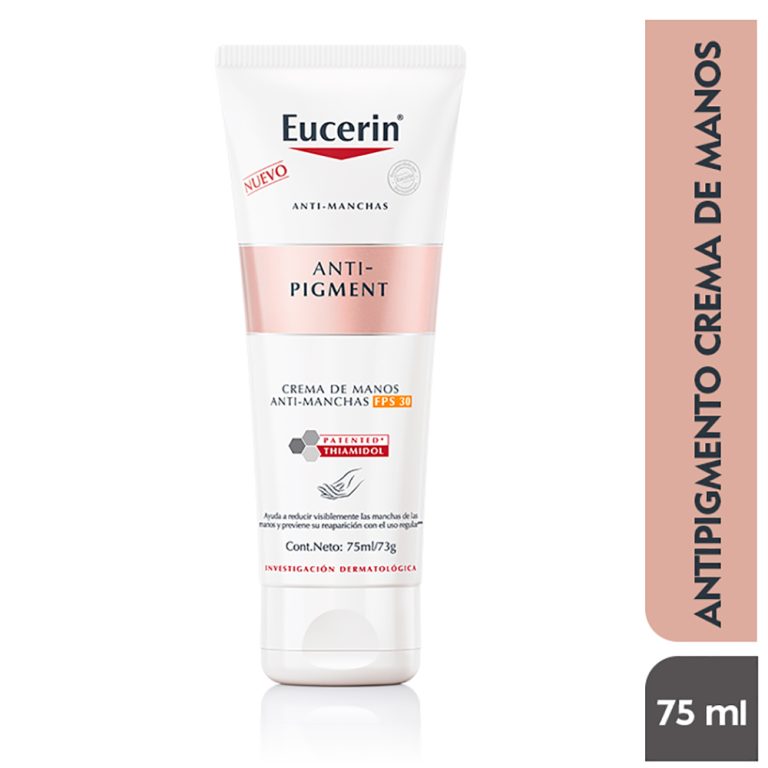 Eucerin®
NUEVO
ANTI-MANCHAS
ANTI-
PIGMENT
CREMA DE MANOS
ANTI-MANCHAS FPS 30
PATENTED*
THIAMIDOL
Ayuda a reducir visiblemente las manchas de las
manos y previene su reaparición con el uso regular**
Cont.Neto: 75ml/73g
INVESTIGACIÓN DERMATOLÓGICA
ANTIPIGMENTO CREMA DE MANOS
75 ml